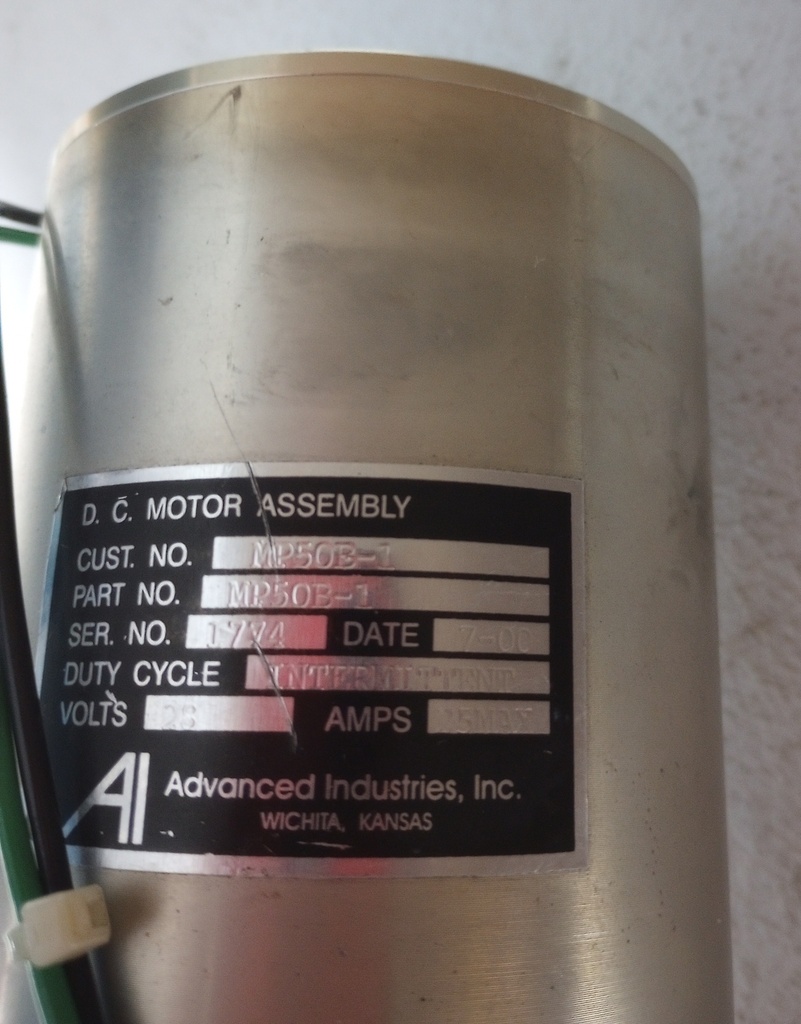 D. C. MOTOR ASSEMBLY
CUST. NO. MP50B-1
PART NO. MP50B-1
SER. NO. 1774 DATE 7-00
DUTY CYCLE INTERMITTENT
VOLTS 28 AMPS
AI Advanced Industries, Inc.
WICHITA, KANSAS